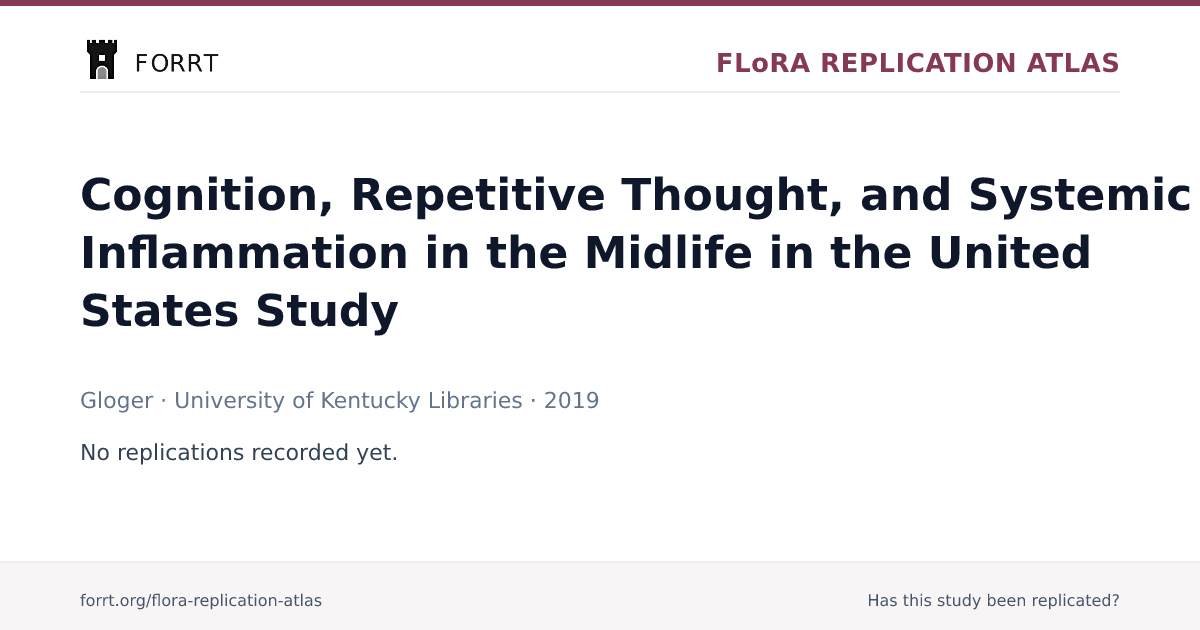 FORRT
FLoRA REPLICATION ATLAS
Cognition, Repetitive Thought, and Systemic
Inflammation in the Midlife in the United
States Study
Gloger · University of Kentucky Libraries · 2019
No replications recorded yet.
forrt.org/flora-replication-atlas
Has this study been replicated?